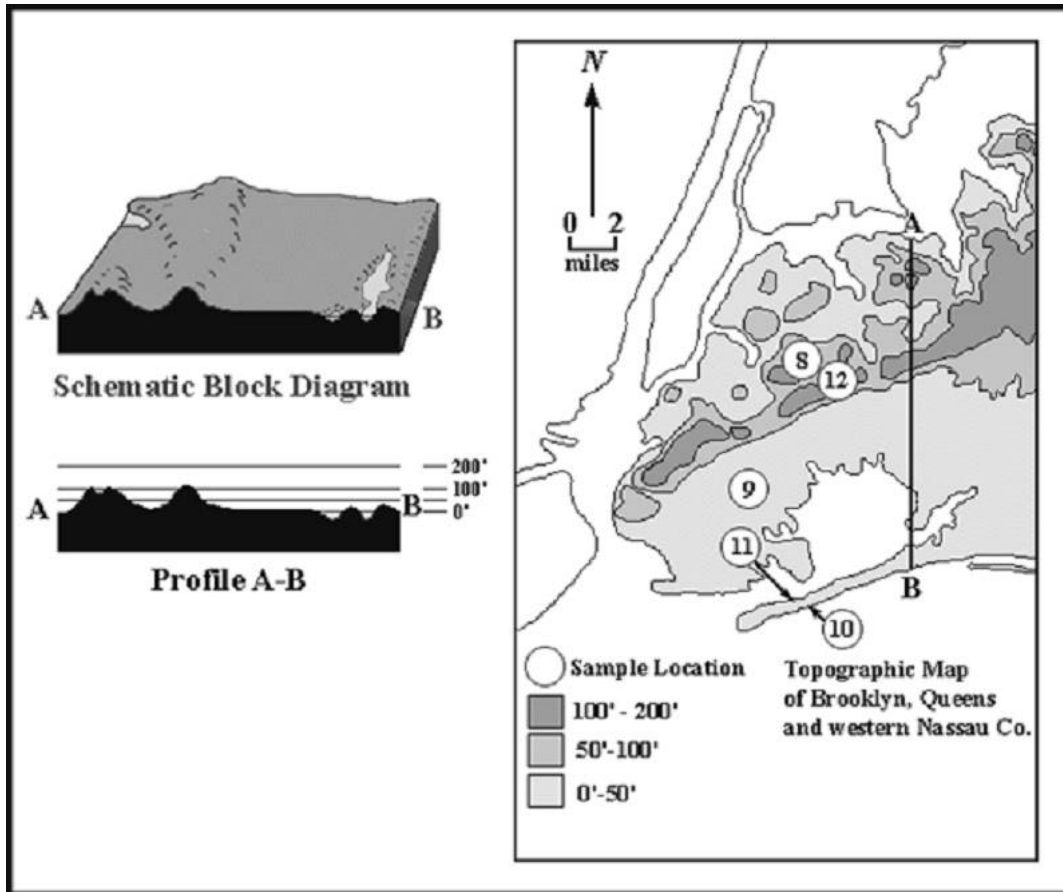 A
B
Schematic Block Diagram
200'
100'
0'
A
B
Profile A-B
N
0 2
miles
A
8
12
9
11
B
10
Sample Location
100' - 200'
50'-100'
0'-50'
Topographic Map
of Brooklyn, Queens
and western Nassau Co.